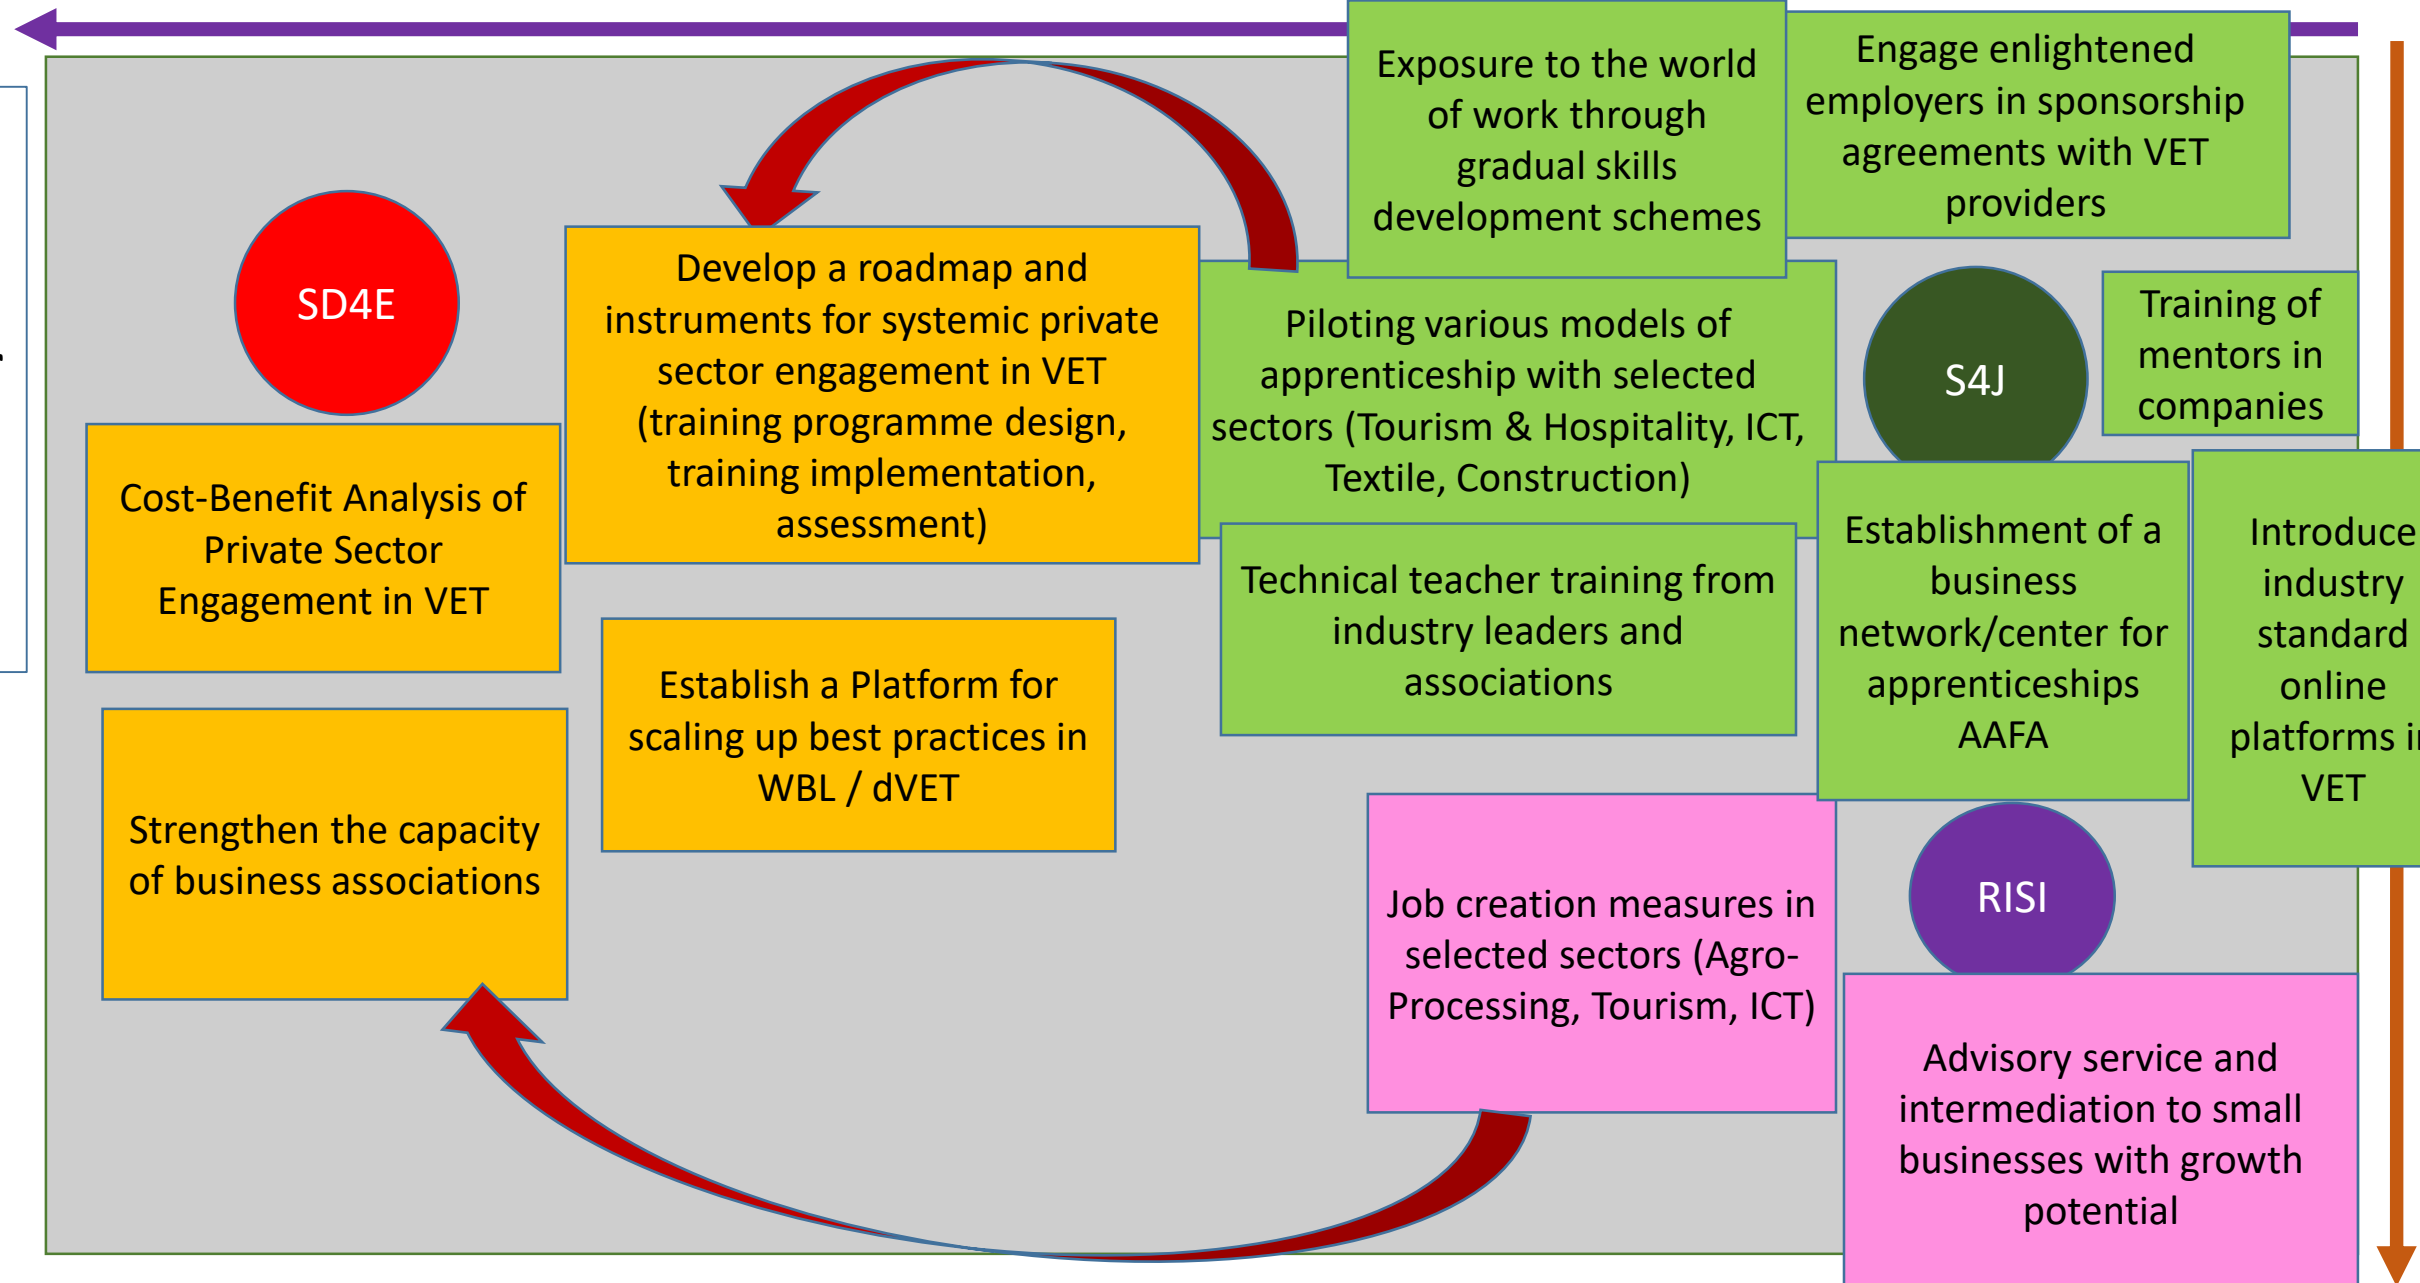 Exposure to the world
of work through
gradual skills
development schemes
Engage enlightened
employers in sponsorship
agreements with VET
providers
SD4E
Develop a roadmap and
instruments for systemic private
sector engagement in VET
(training programme design,
training implementation,
assessment)
Piloting various models of
apprenticeship with selected
sectors (Tourism & Hospitality, ICT,
Textile, Construction)
S4J
Training of
mentors in
companies
Cost-Benefit Analysis of
Private Sector
Engagement in VET
Technical teacher training from
industry leaders and
associations
Establishment of a
business
network/center for
apprenticeships
AAFA
Introduce
industry
standard
online
platforms
VET
Establish a Platform for
scaling up best practices in
WBL / dVET
Strengthen the capacity
of business associations
Job creation measures in
selected sectors (Agro-
Processing, Tourism, ICT)
RISI
Advisory service and
intermediation to small
businesses with growth
potential